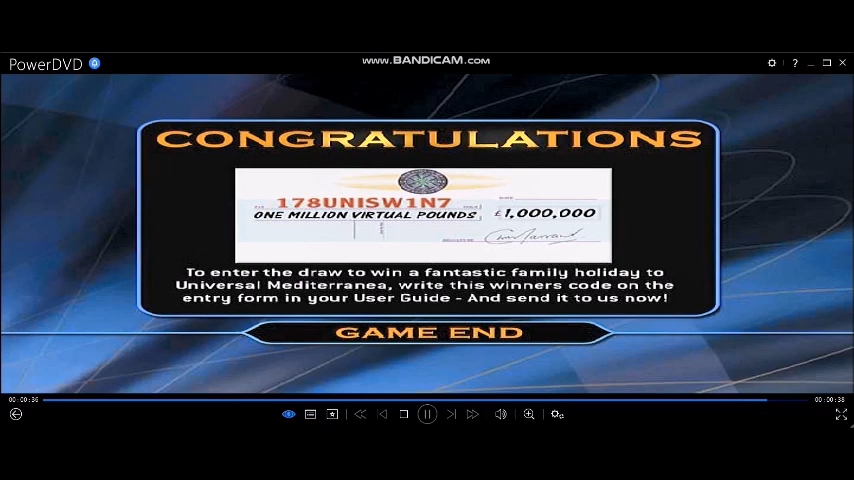 www.BANDICAM.com
PowerDVD
CONGRATULATIONS
178UNISW1N7
ONE MILLION VIRTUAL POUNDS £1,000,000
To enter the draw to win a fantastic family holiday to
Universal Mediterranea, write this winners code on the
entry form in your User Guide - And send it to us now!
GAME END
00:00:36
00:00:38